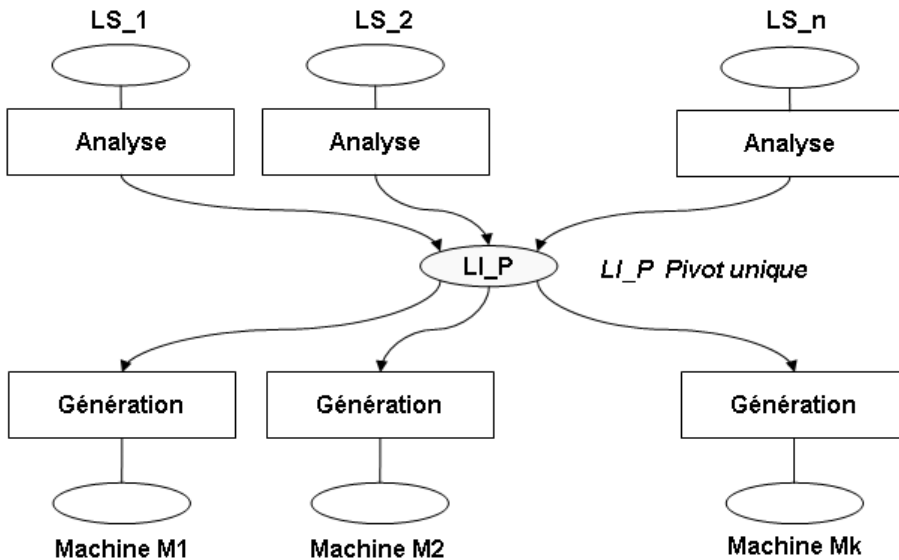 LS_1
LS_2
LS_n
Analyse
Analyse
Analyse
LI_P
LI_P Pivot unique
Génération
Génération
Génération
Machine M1
Machine M2
Machine Mk